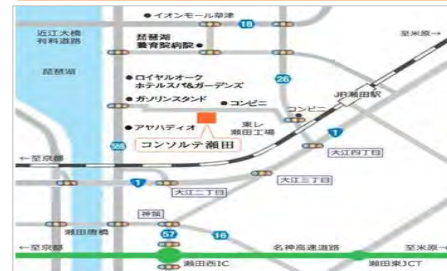 ●イオンモール草津
18
近江大橋
有料道路
琵琶湖
養育院病院●
至米原→
琵琶湖
●ロイヤルオーク
ホテルスパ&ガーデンズ
26
JR瀬田駅
●ガソリンスタンド
●コンビニ
コンビニ
●アヤハディオ
東レ
瀬田工場
1
コンソルテ瀬田
559
大江四丁目
←至京都
大江三丁目
1
大江二丁目
神領
瀬田唐橋
57
16
←至京都
名神高速道路
至米原→
瀬田西IC
瀬田東JCT